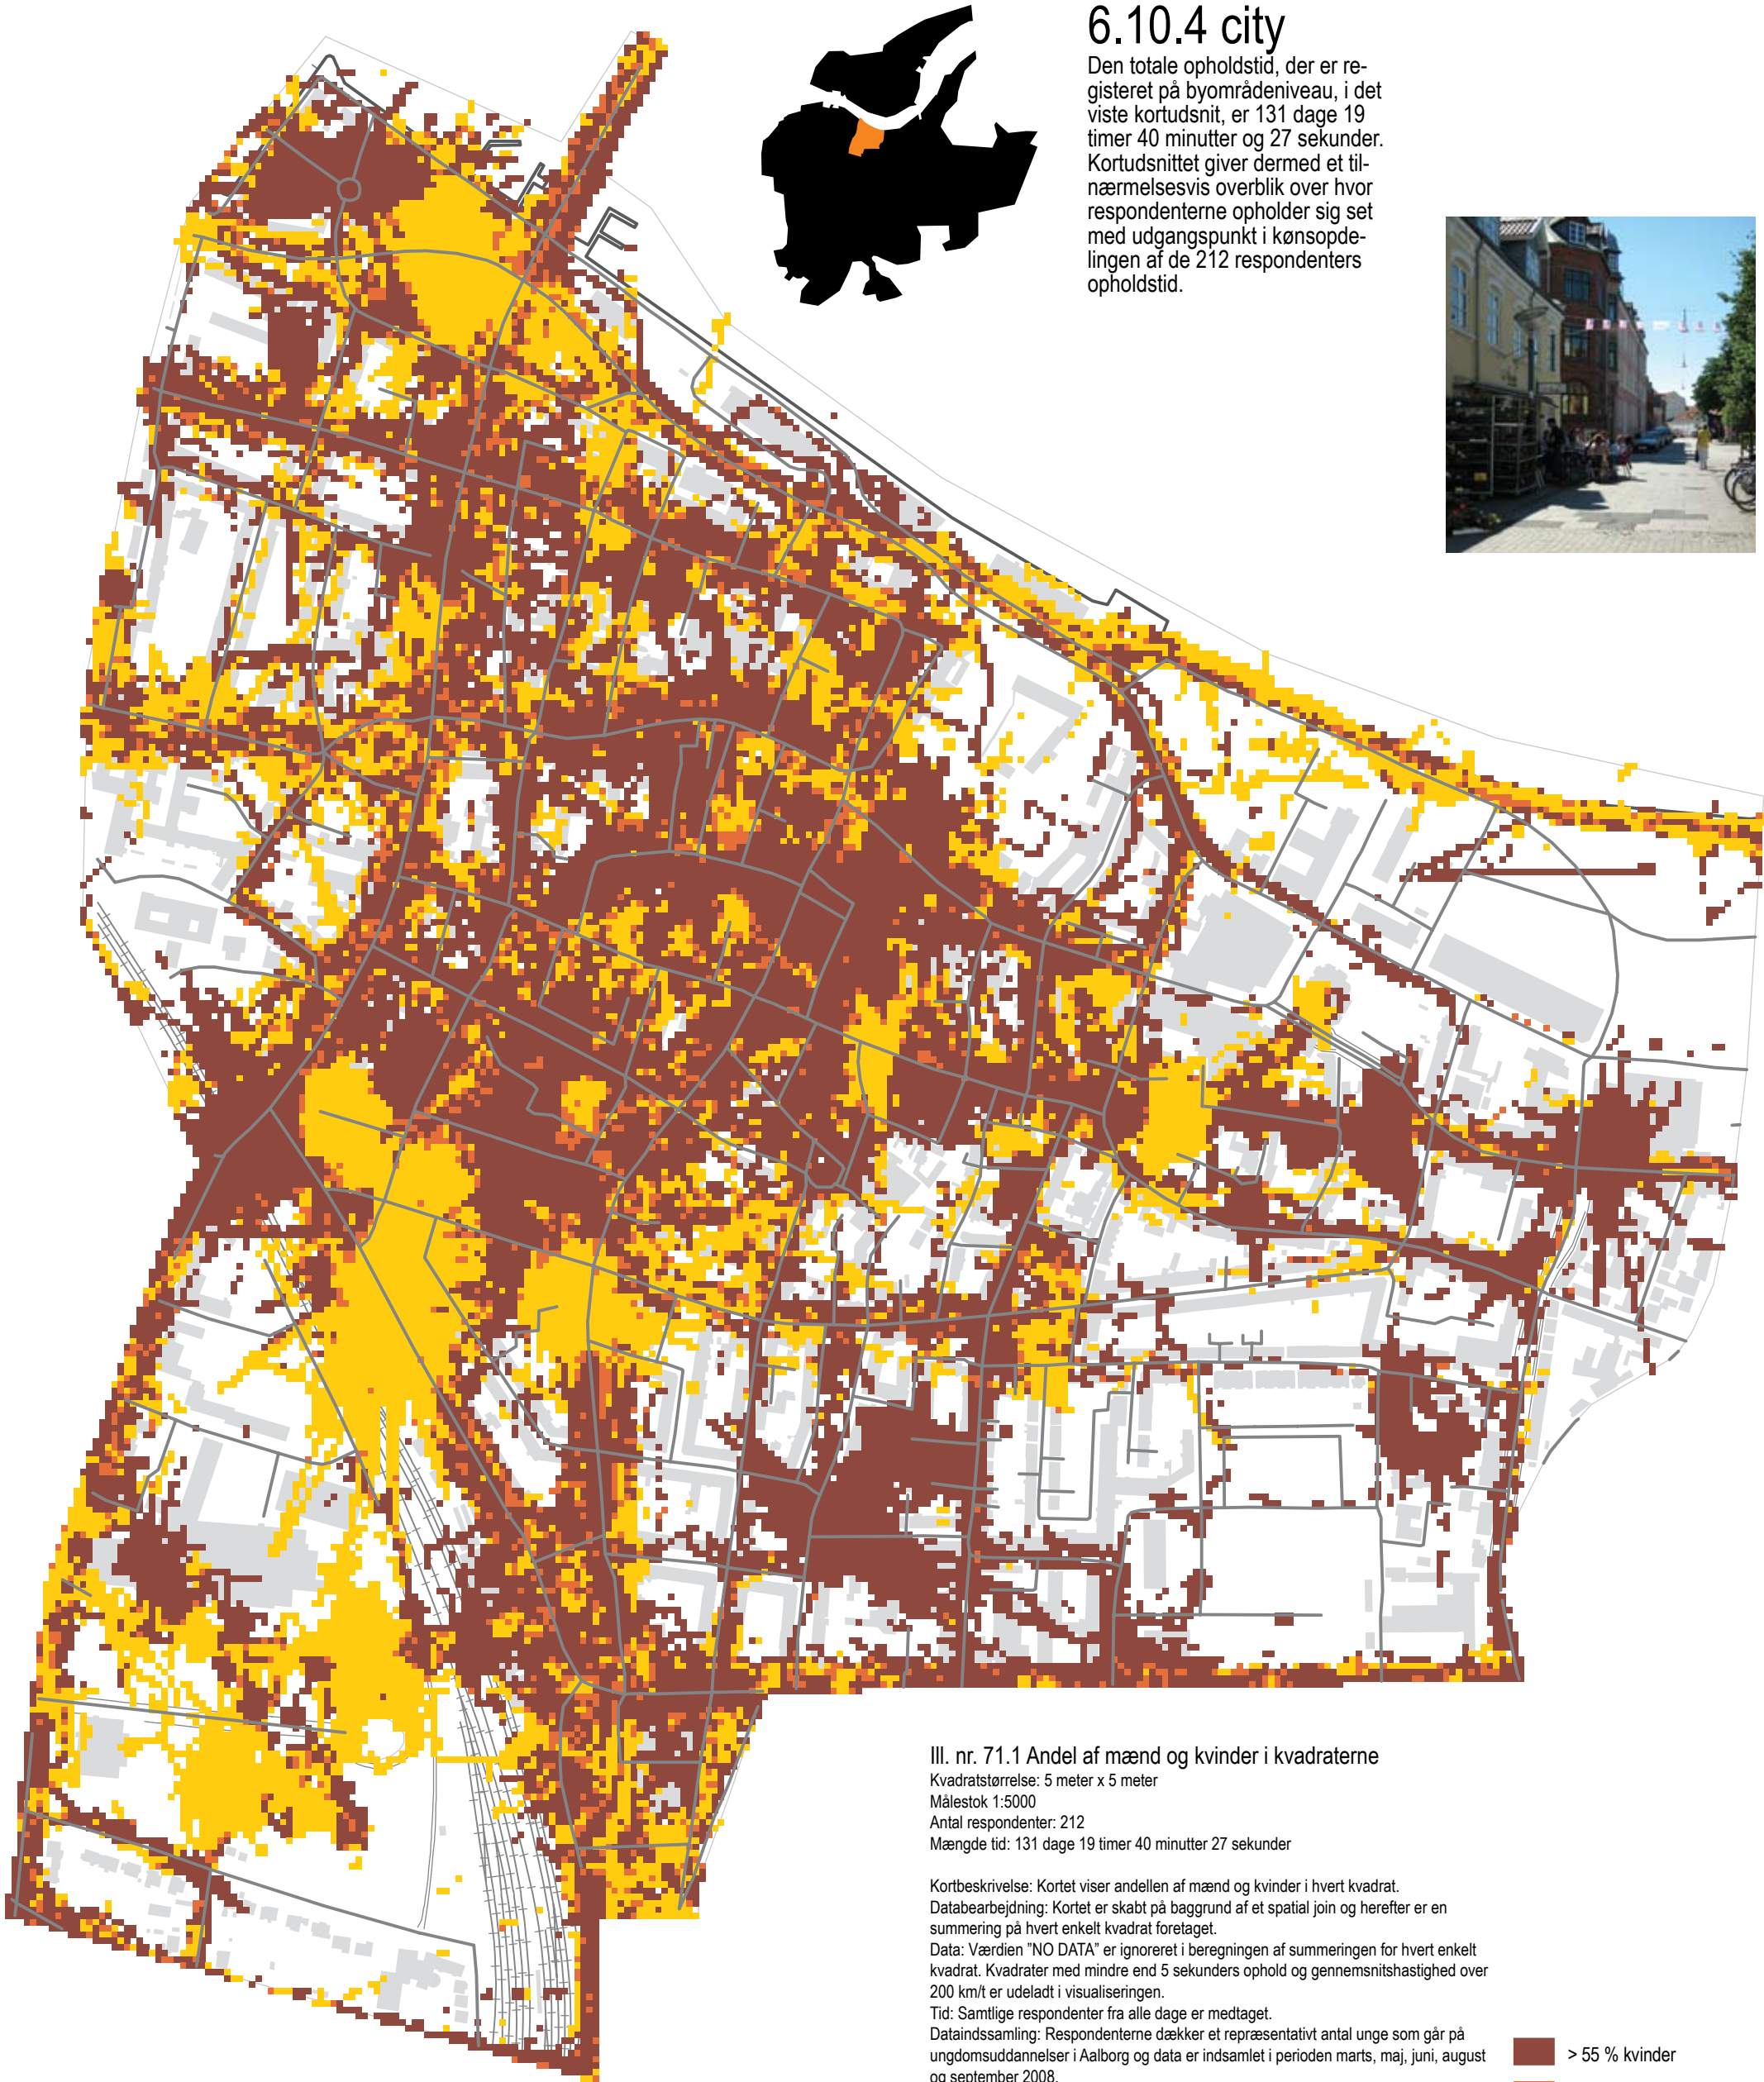 6.10.4 city
Den totale opholdstid, der er re-
gisteret på byområdeniveau, i det
viste kortudsnit, er 131 dage 19
timer 40 minutter og 27 sekunder.
Kortudsnittet giver dermed et til-
nærmelsesvis overblik over hvor
respondenterne opholder sig set
med udgangspunkt i kønsopde-
lingen af de 212 respondenters
opholdstid.
Ill. nr. 71.1 Andel af mænd og kvinder i kvadraterne
Kvadratstørrelse: 5 meter x 5 meter
Målestok 1:5000
Antal respondenter: 212
Mængde tid: 131 dage 19 timer 40 minutter 27 sekunder
Kortbeskrivelse: Kortet viser andellen af mænd og kvinder i hvert kvadrat.
Databearbejdning: Kortet er skabt på baggrund af et spatial join og herefter er en
summering på hvert enkelt kvadrat foretaget.
Data: Værdien ”NO DATA” er ignoreret i beregningen af summeringen for hvert enkelt
kvadrat. Kvadrater med mindre end 5 sekunders ophold og gennemsnitshastighed over
200 km/t er udeladt i visualiseringen.
Tid: Samtlige respondenter fra alle dage er medtaget.
Dataindssamling: Respondenterne dækker et repræsentativt antal unge som går på
ungdomsuddannelser i Aalborg og data er indsamlet i perioden marts, maj, juni, august
og september 2008.
> 55 % kvinder